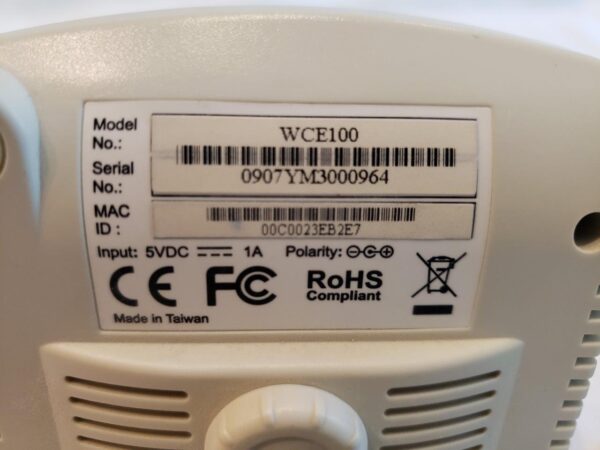 Model No.: WCE100
Serial No.: 0907YM3000964
MAC ID : 00C0023EB2E7
Input: 5VDC 1A Polarity:
CE FC RoHS Compliant
Made in Taiwan